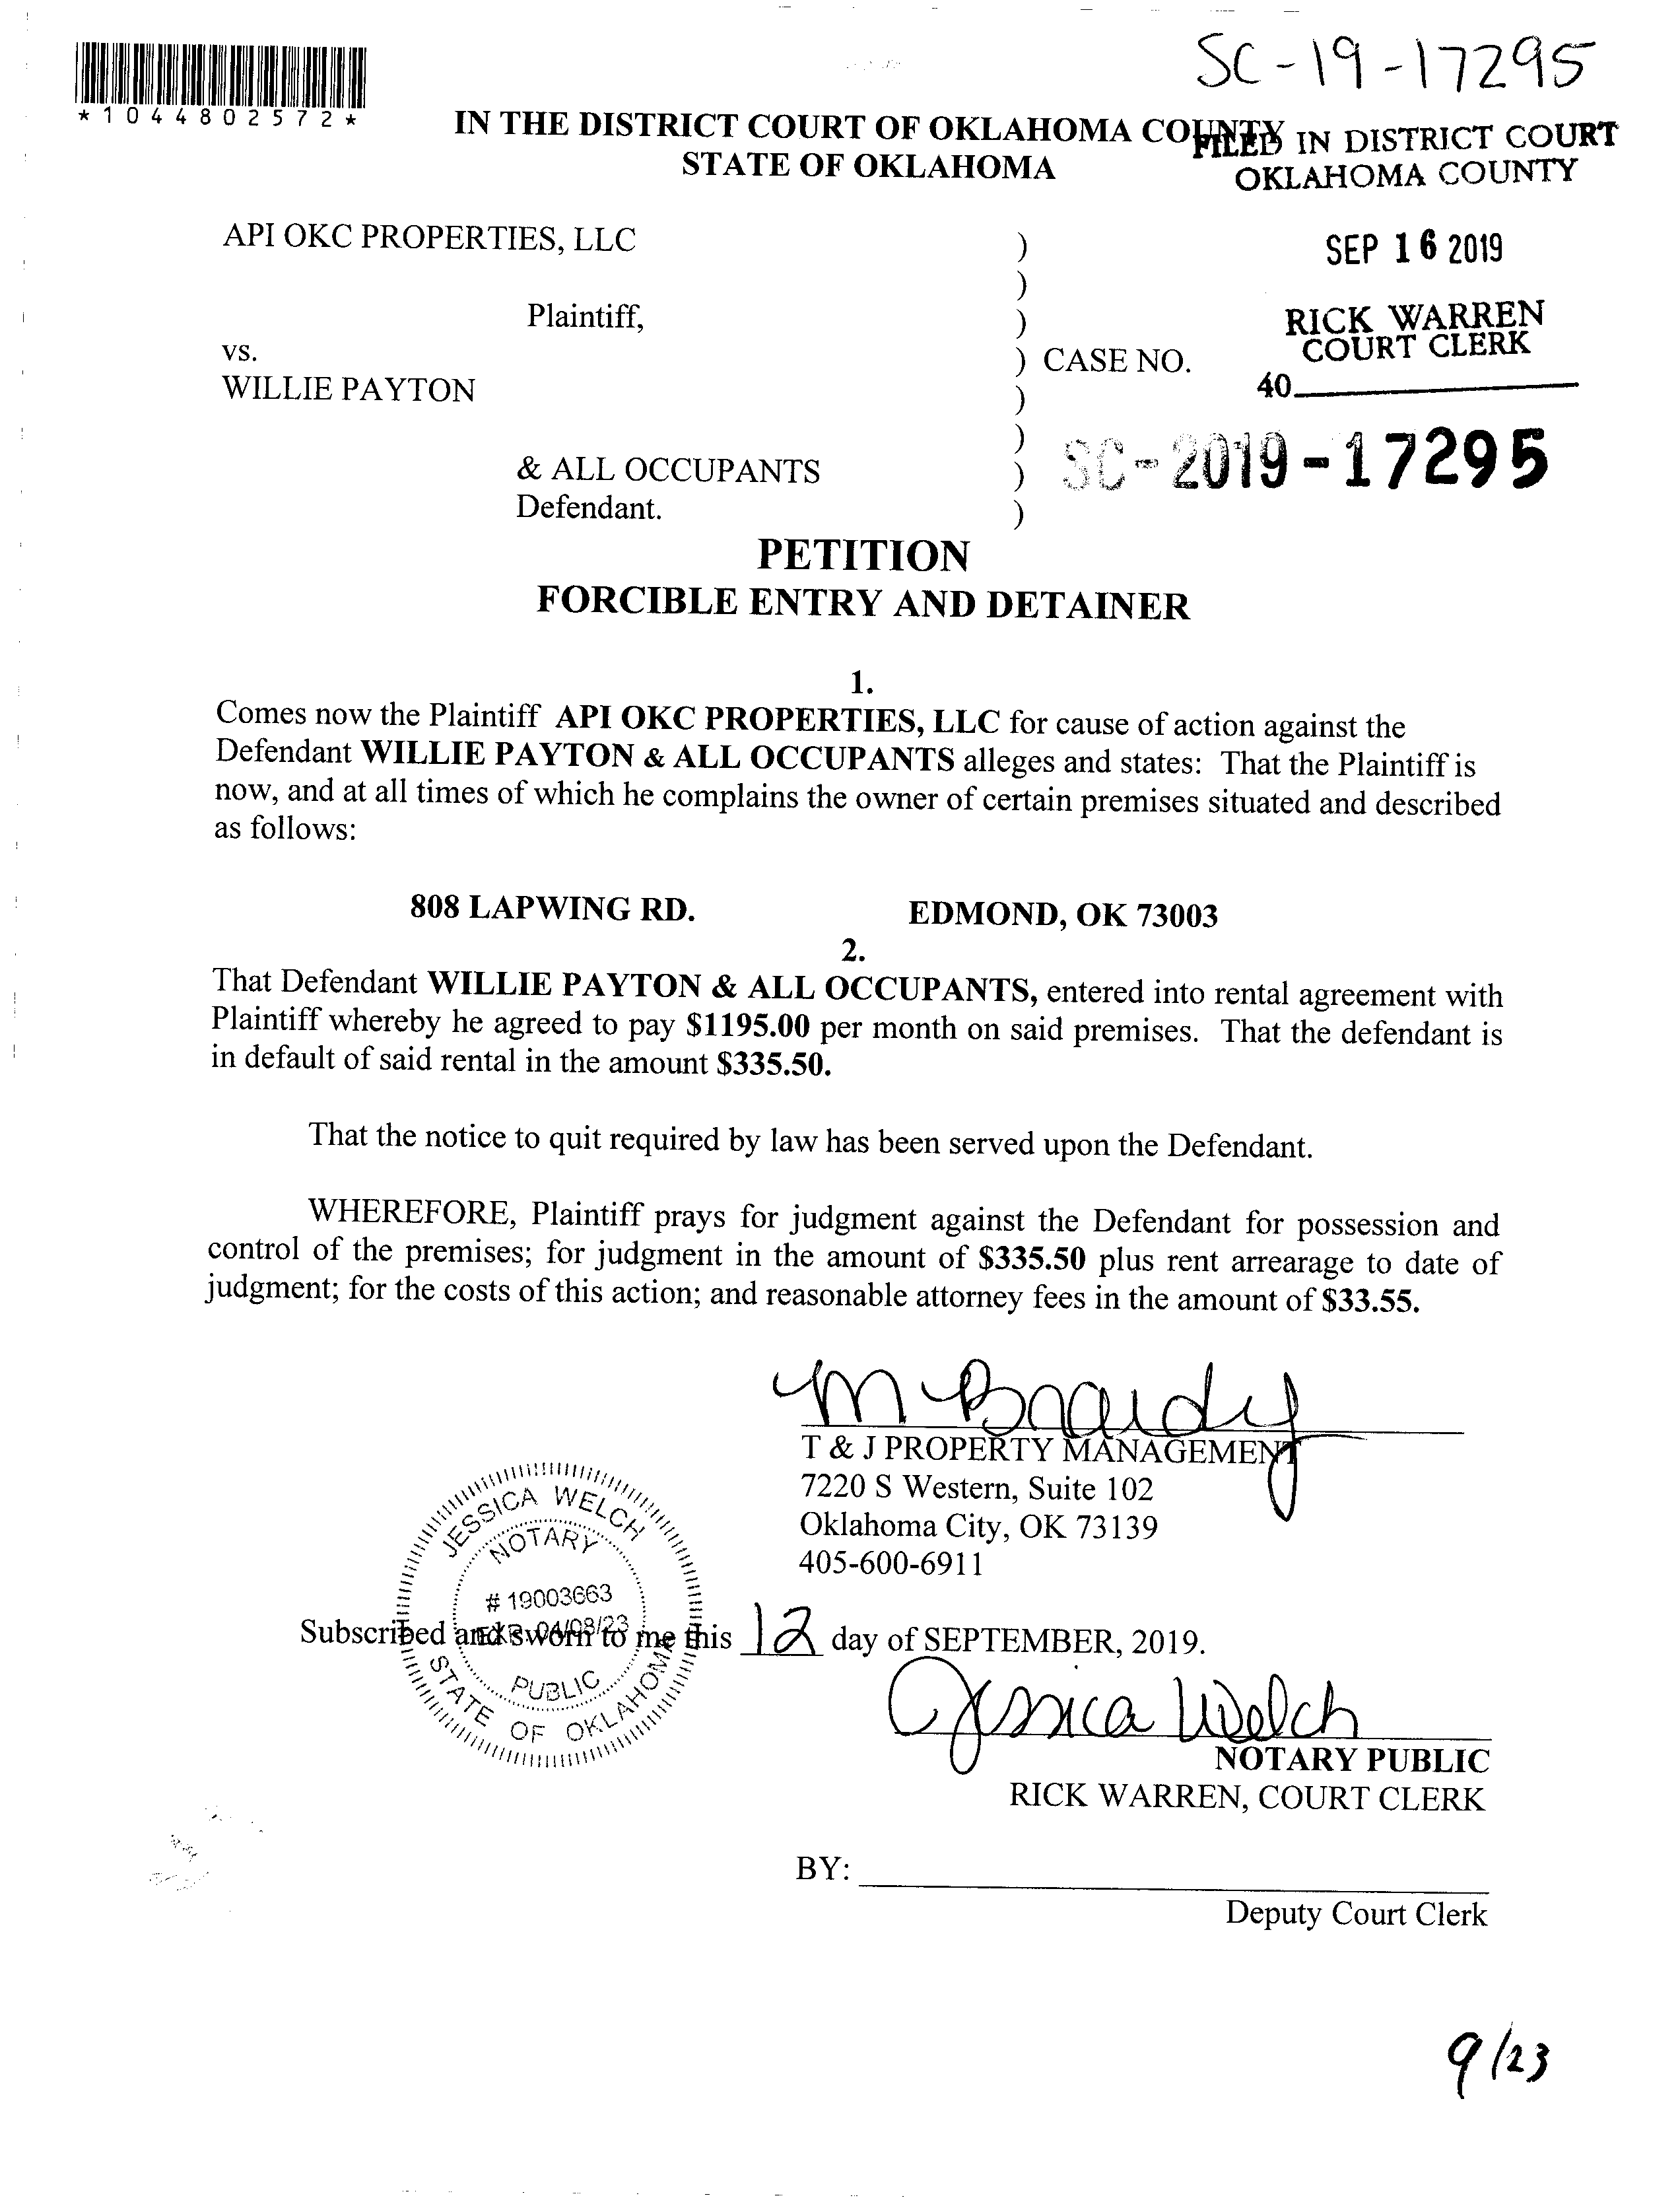 SC-19-17295
*1044802572*
IN THE DISTRICT COURT OF OKLAHOMA COUNTY
STATE OF OKLAHOMA
FILED IN DISTRICT COURT
OKLAHOMA COUNTY
SEP 16 2019
RICK WARREN
COURT CLERK
40
API OKC PROPERTIES, LLC )
)
Plaintiff, )
vs. ) CASE NO.
WILLIE PAYTON )
)
& ALL OCCUPANTS )
Defendant. )
SC-2019-17295
PETITION
FORCIBLE ENTRY AND DETAINER
1.
Comes now the Plaintiff API OKC PROPERTIES, LLC for cause of action against the
Defendant WILLIE PAYTON & ALL OCCUPANTS alleges and states: That the Plaintiff is
now, and at all times of which he complains the owner of certain premises situated and described
as follows:
808 LAPWING RD. EDMOND, OK 73003
2.
That Defendant WILLIE PAYTON & ALL OCCUPANTS, entered into rental agreement with
Plaintiff whereby he agreed to pay $1195.00 per month on said premises. That the defendant is
in default of said rental in the amount $335.50.
That the notice to quit required by law has been served upon the Defendant.
WHEREFORE, Plaintiff prays for judgment against the Defendant for possession and
control of the premises; for judgment in the amount of $335.50 plus rent arrearage to date of
judgment; for the costs of this action; and reasonable attorney fees in the amount of $33.55.
M Brady
T & J PROPERTY MANAGEMENT
7220 S Western, Suite 102
Oklahoma City, OK 73139
405-600-6911
JESSICA WELCH
NOTARY
# 19003663
EXP. 04/08/23
PUBLIC
STATE OF OKLAHOMA
Subscribed and sworn to me this 12 day of SEPTEMBER, 2019.
Jessica Welch
NOTARY PUBLIC
RICK WARREN, COURT CLERK
BY:
Deputy Court Clerk
9/23